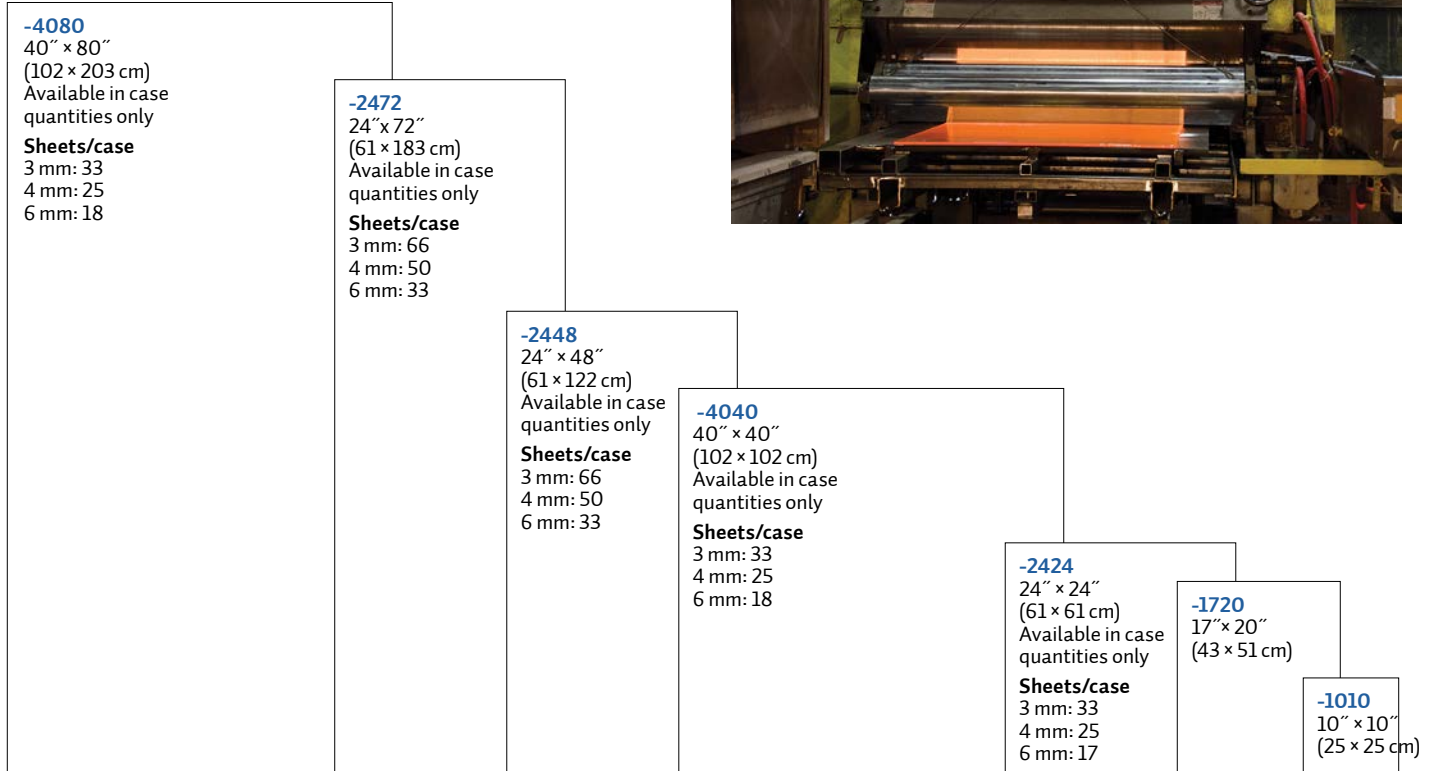 -4080
40˝ × 80˝
(102 × 203 cm)
Available in case
quantities only
Sheets/case
3 mm: 33
4 mm: 25
6 mm: 18
-2472
24˝x 72˝
(61 × 183 cm)
Available in case
quantities only
Sheets/case
3 mm: 66
4 mm: 50
6 mm: 33
-2448
24˝ × 48˝
(61 × 122 cm)
Available in case
quantities only
Sheets/case
3 mm: 66
4 mm: 50
6 mm: 33
-4040
40˝ × 40˝
(102 × 102 cm)
Available in case
quantities only
Sheets/case
3 mm: 33
4 mm: 25
6 mm: 18
-2424
24˝ × 24˝
(61 × 61 cm)
Available in case
quantities only
Sheets/case
3 mm: 33
4 mm: 25
6 mm: 17
-1720
17˝× 20˝
(43 × 51 cm)
-1010
10˝ × 10˝
(25 × 25 cm)